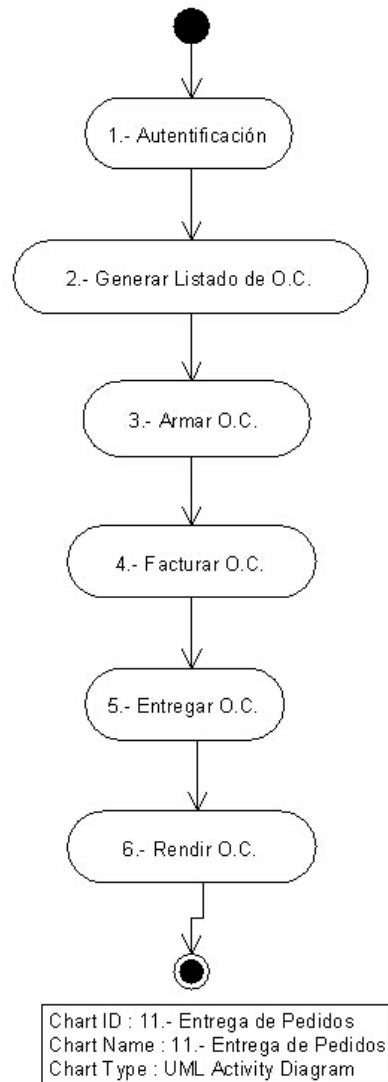 1.- Autentificación
2.- Generar Listado de O.C.
3.- Armar O.C.
4.- Facturar O.C.
5.- Entregar O.C.
6.- Rendir O.C.
Chart ID : 11.- Entrega de Pedidos
Chart Name : 11.- Entrega de Pedidos
Chart Type : UML Activity Diagram